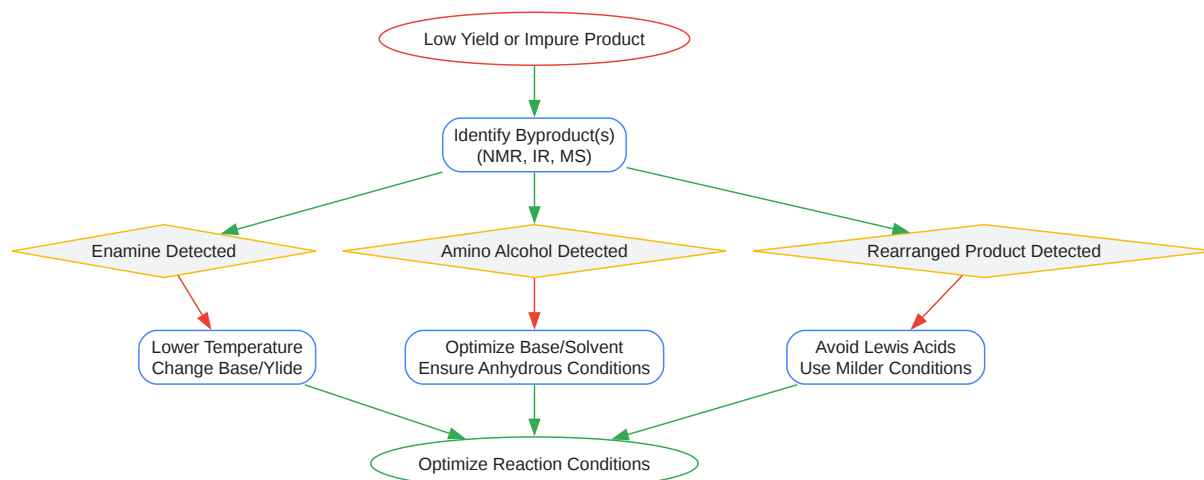 Low Yield or Impure Product
Identify Byproduct(s)
(NMR, IR, MS)
Enamine Detected
Amino Alcohol Detected
Rearranged Product Detected
Lower Temperature
Change Base/Ylide
Optimize Base/Solvent
Ensure Anhydrous Conditions
Avoid Lewis Acids
Use Milder Conditions
Optimize Reaction Conditions